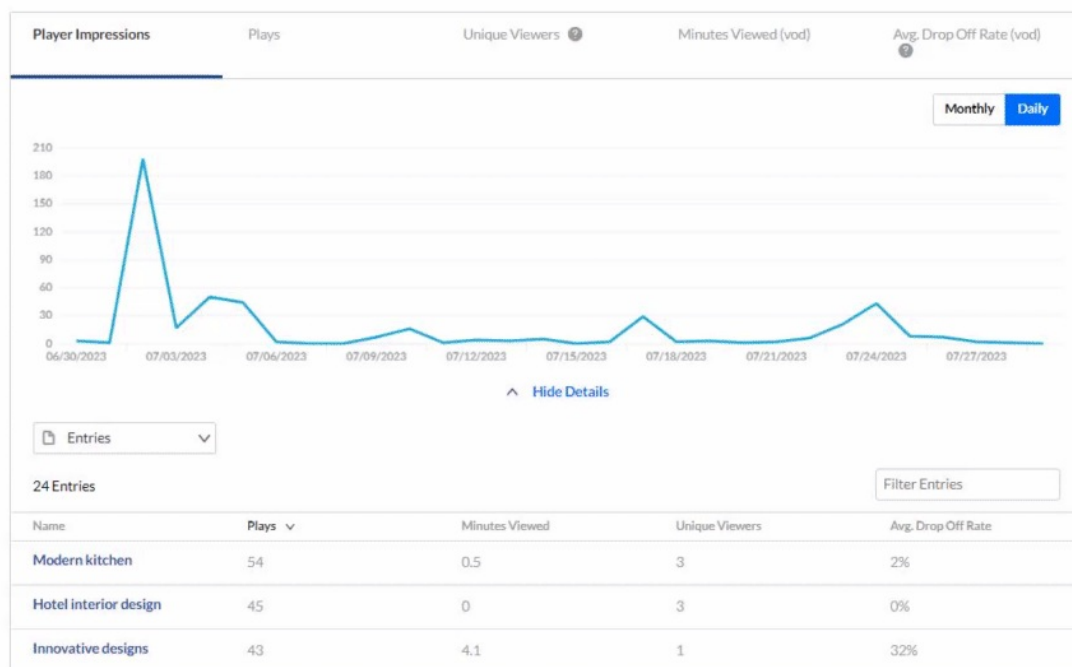 Player Impressions Plays Unique Viewers ? Minutes Viewed (vod) Avg. Drop Off Rate (vod) ?
Monthly Daily
210
180
150
120
90
60
30
0
06/30/2023 07/03/2023 07/06/2023 07/09/2023 07/12/2023 07/15/2023 07/18/2023 07/21/2023 07/24/2023 07/27/2023
Hide Details
Entries
24 Entries Filter Entries
Name Plays Minutes Viewed Unique Viewers Avg. Drop Off Rate
Modern kitchen 54 0.5 3 2%
Hotel interior design 45 0 3 0%
Innovative designs 43 4.1 1 32%